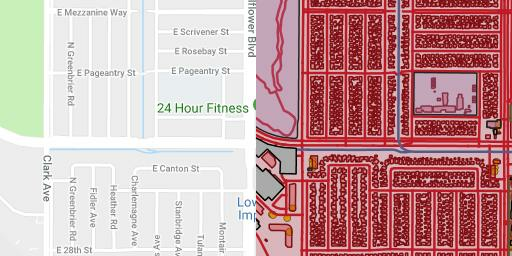 E Mezzanine Way
E Scrivener St
E Rosebay St
E Pageantry St
E Pageantry St
N Greenbrier Rd
24 Hour Fitness
Clark Ave
E Canton St
N Greenbrier Rd
Fidler Ave
Heather Rd
Charlemagne Ave
Stanbridge Av
E 28th St